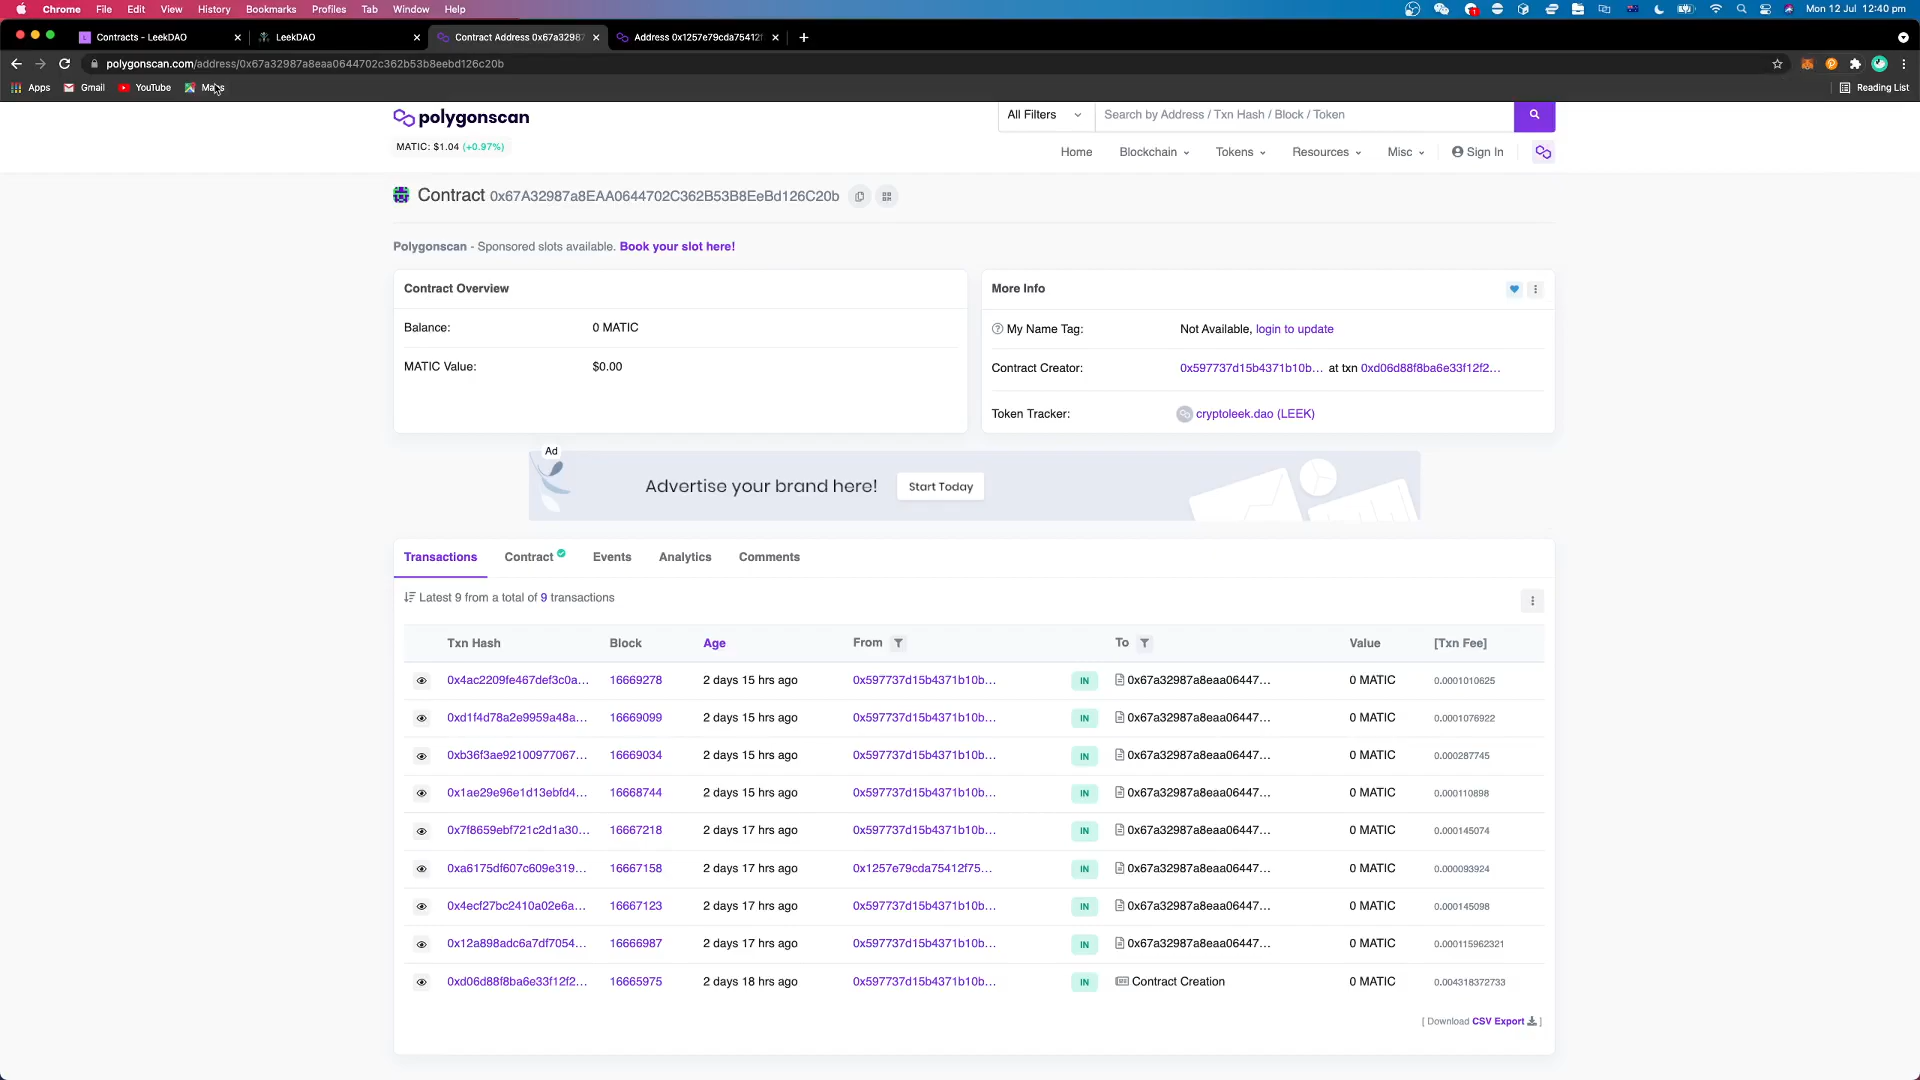 Chrome File Edit View History Bookmarks Profiles Tab Window Help Mon 12 Jul 12:40 pm
Contracts - LeekDAO LeekDAO Contract Address 0x67a32987 Address 0x1257e79cda75412f
polygonscan.com/address/0x67a32987a8eaa0644702c362b53b8eebd126c20b
Apps Gmail YouTube Maps Reading List
polygonscan
All Filters Search by Address / Txn Hash / Block / Token
MATIC: $1.04 (+0.97%)
Home Blockchain Tokens Resources Misc Sign In
Contract 0x67A32987a8EAA0644702C362B53B8EeBd126C20b
Polygonscan - Sponsored slots available. Book your slot here!
Contract Overview
Balance: 0 MATIC
MATIC Value: $0.00
More Info
My Name Tag: Not Available, login to update
Contract Creator: 0x597737d15b4371b10b... at txn 0xd06d88f8ba6e33f12f2...
Token Tracker: cryptoleek.dao (LEEK)
Ad
Advertise your brand here! Start Today
Transactions Contract Events Analytics Comments
Latest 9 from a total of 9 transactions
Txn Hash Block Age From To Value [Txn Fee]
0x4ac2209fe467def3c0a... 16669278 2 days 15 hrs ago 0x597737d15b4371b10b... IN 0x67a32987a8eaa06447... 0 MATIC 0.0001010625
0xd1f4d78a2e9959a48a... 16669099 2 days 15 hrs ago 0x597737d15b4371b10b... IN 0x67a32987a8eaa06447... 0 MATIC 0.0001076922
0xb36f3ae92100977067... 16669034 2 days 15 hrs ago 0x597737d15b4371b10b... IN 0x67a32987a8eaa06447... 0 MATIC 0.000287745
0x1ae29e96e1d13ebfd4... 16668744 2 days 15 hrs ago 0x597737d15b4371b10b... IN 0x67a32987a8eaa06447... 0 MATIC 0.000110898
0x7f8659ebf721c2d1a30... 16667218 2 days 17 hrs ago 0x597737d15b4371b10b... IN 0x67a32987a8eaa06447... 0 MATIC 0.000145074
0xa6175df607c609e319... 16667158 2 days 17 hrs ago 0x1257e79cda75412f75... IN 0x67a32987a8eaa06447... 0 MATIC 0.000093924
0x4ecf27bc2410a02e6a... 16667123 2 days 17 hrs ago 0x597737d15b4371b10b... IN 0x67a32987a8eaa06447... 0 MATIC 0.000145098
0x12a898adc6a7df7054... 16666987 2 days 17 hrs ago 0x597737d15b4371b10b... IN 0x67a32987a8eaa06447... 0 MATIC 0.000115962321
0xd06d88f8ba6e33f12f2... 16665975 2 days 18 hrs ago 0x597737d15b4371b10b... IN Contract Creation 0 MATIC 0.004318372733
[ Download CSV Export ]